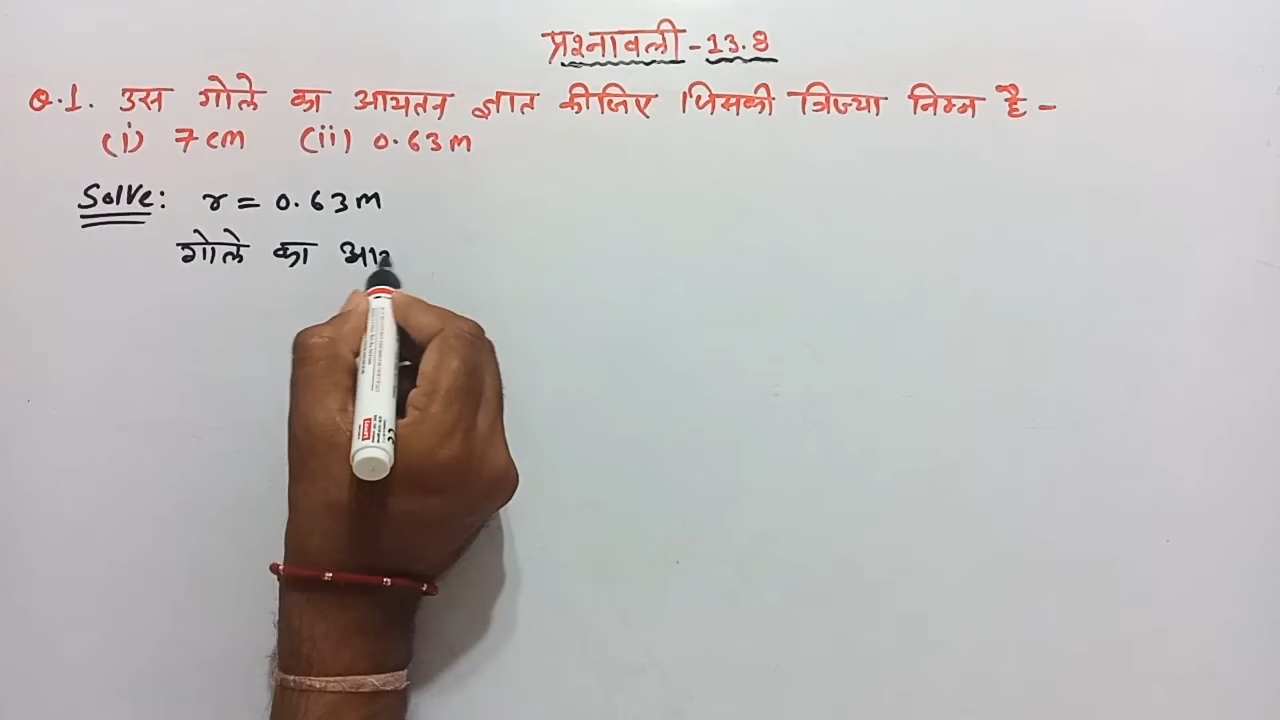 प्रश्नावली-13.8
Q.1. उस गोले का आयतन ज्ञात कीजिए जिसकी त्रिज्या निम्न है -
(i) 7cm (ii) 0.63m
Solve: r = 0.63m
गोले का